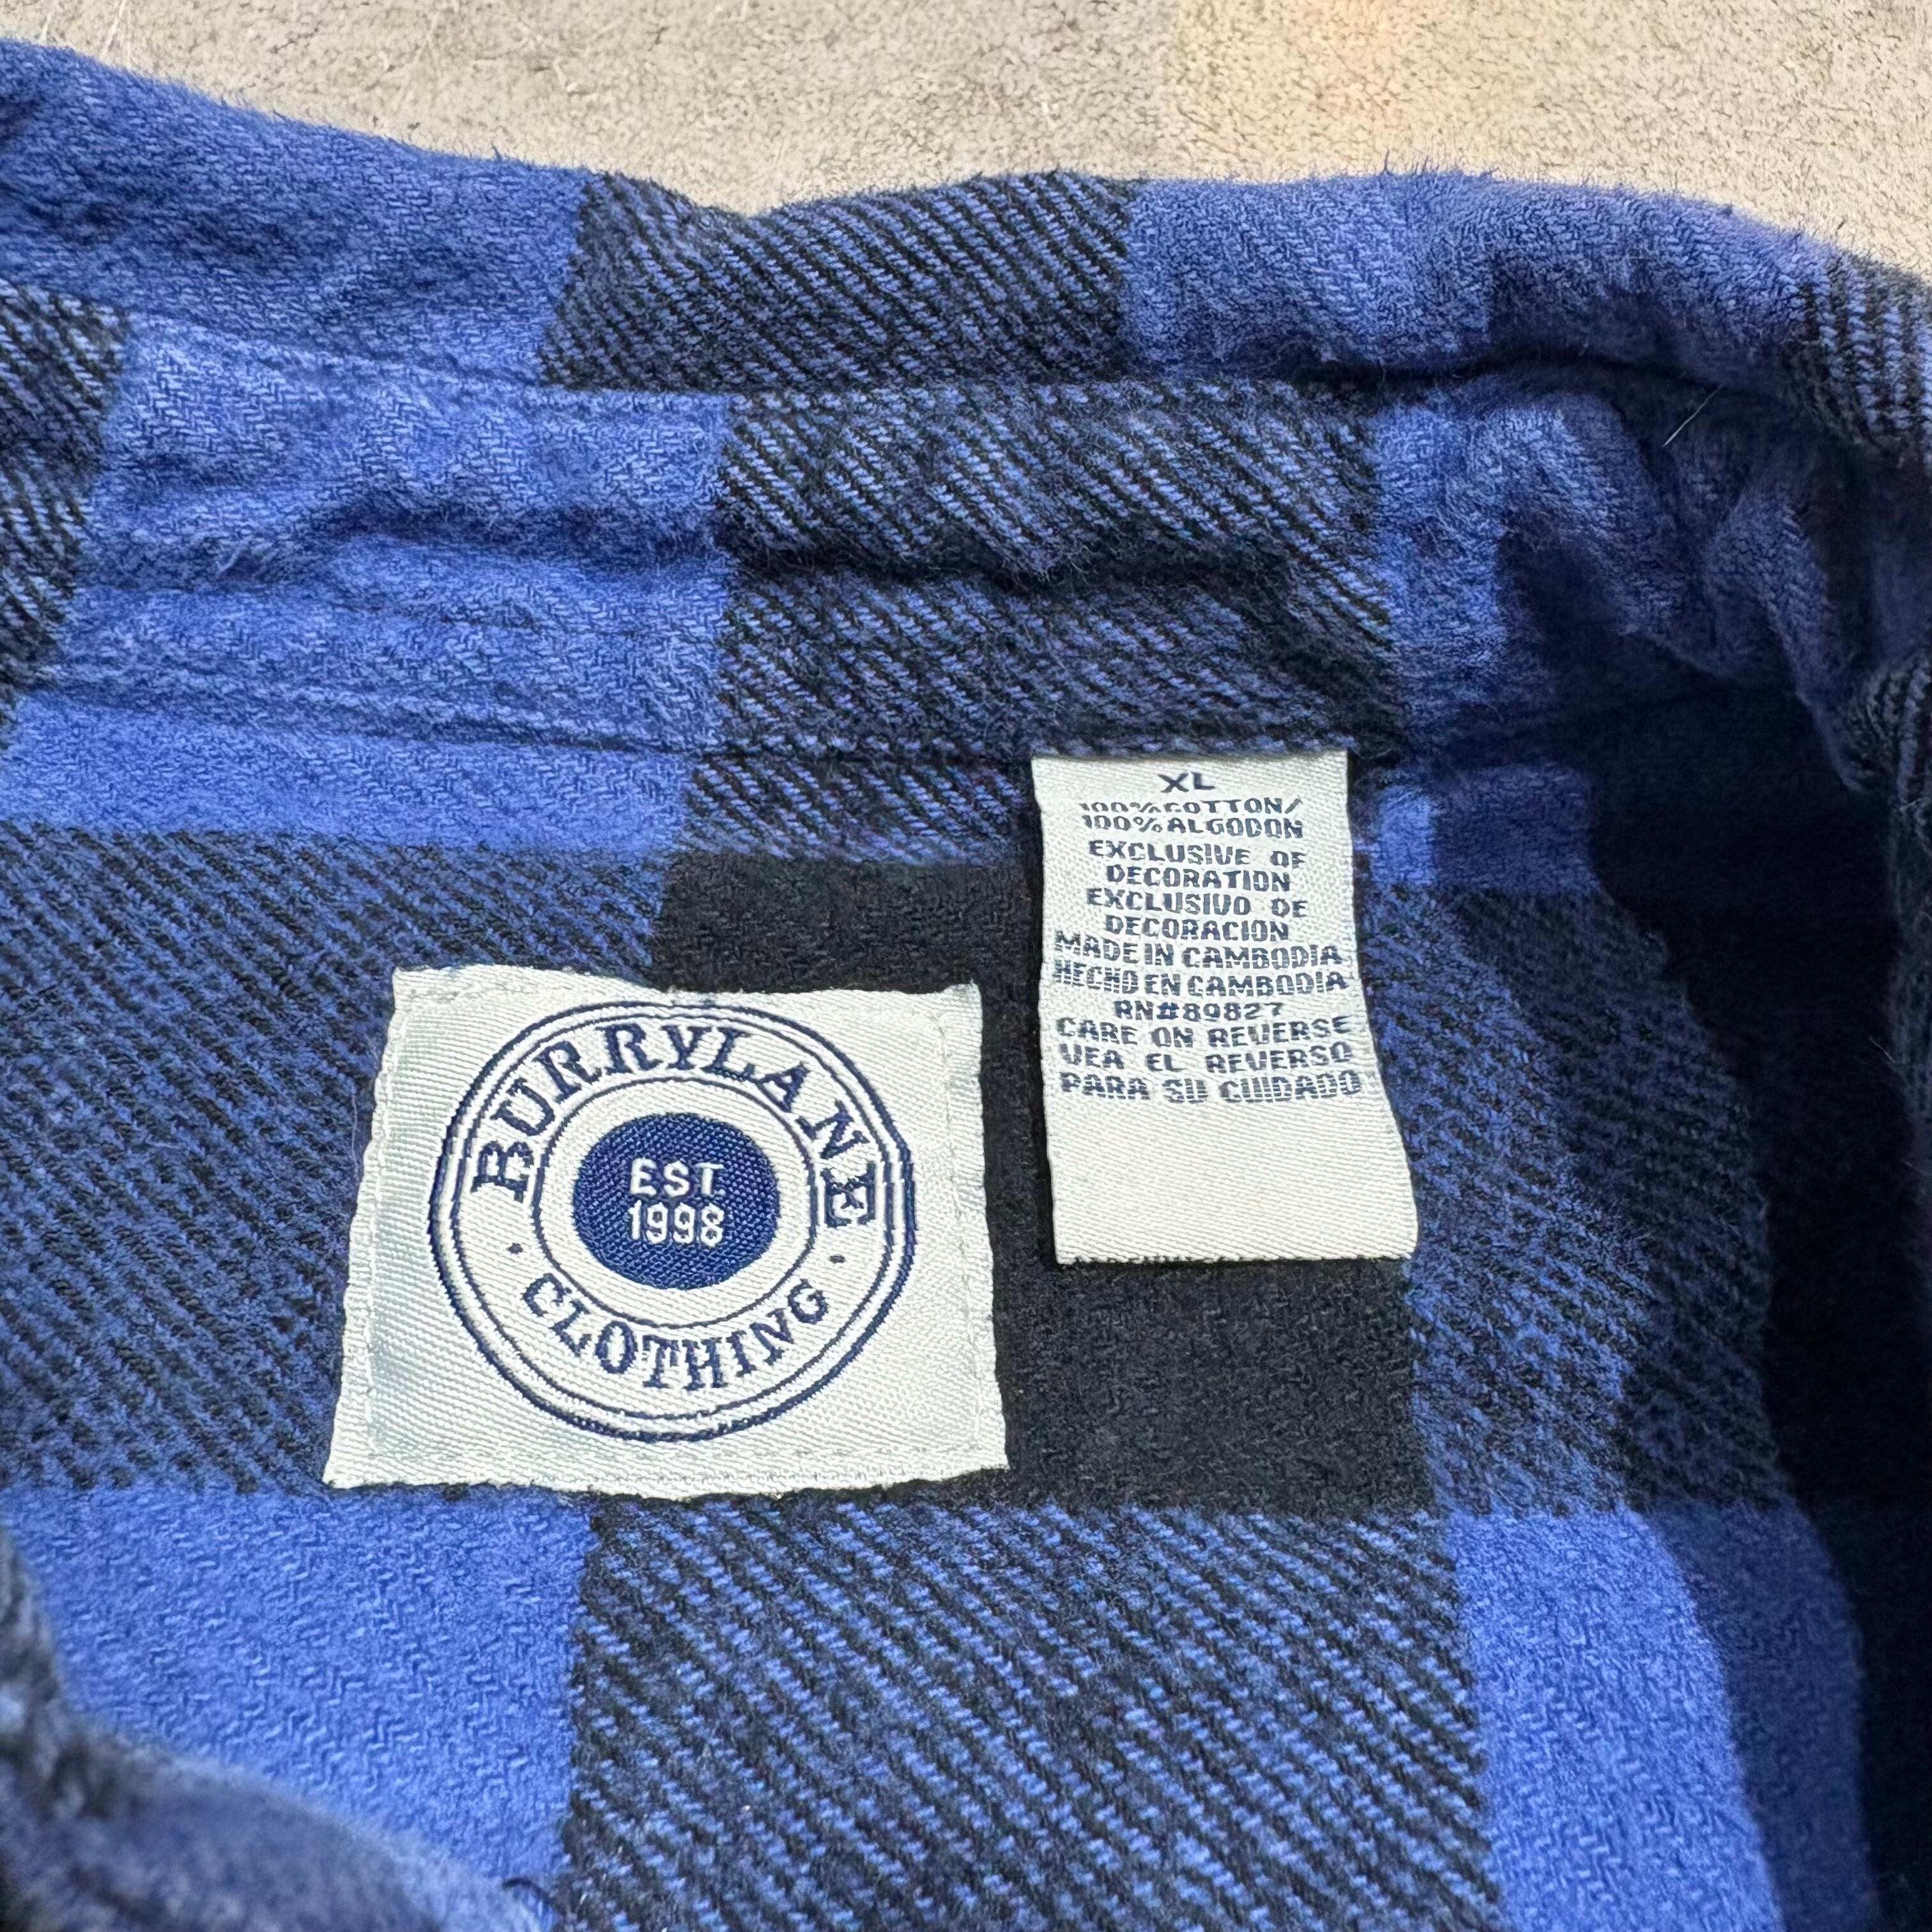 BURRYLANE
EST.
1998
· CLOTHING ·
XL
100% COTTON/
100% ALGODON
EXCLUSIVE OF
DECORATION
EXCLUSIVO DE
DECORACION
MADE IN CAMBODIA
HECHO EN CAMBODIA
RN#89827
CARE ON REVERSE
VEA EL REVERSO
PARA SU CUIDADO